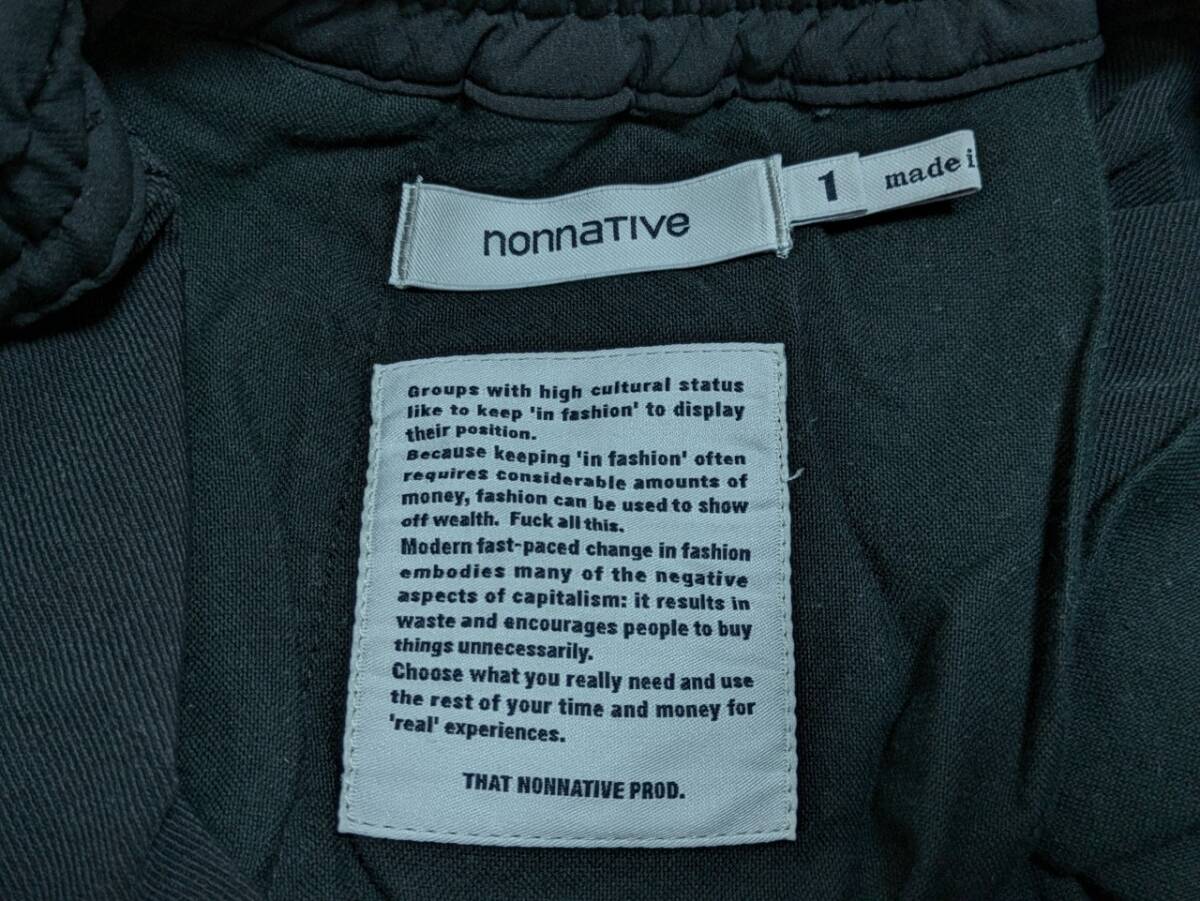 nonnaTIve
1
made i
Groups with high cultural status
like to keep 'in fashion' to display
their position.
Because keeping 'in fashion' often
requires considerable amounts of
money, fashion can be used to show
off wealth. Fuck all this.
Modern fast-paced change in fashion
embodies many of the negative
aspects of capitalism: it results in
waste and encourages people to buy
things unnecessarily.
Choose what you really need and use
the rest of your time and money for
'real' experiences.
THAT NONNATIVE PROD.